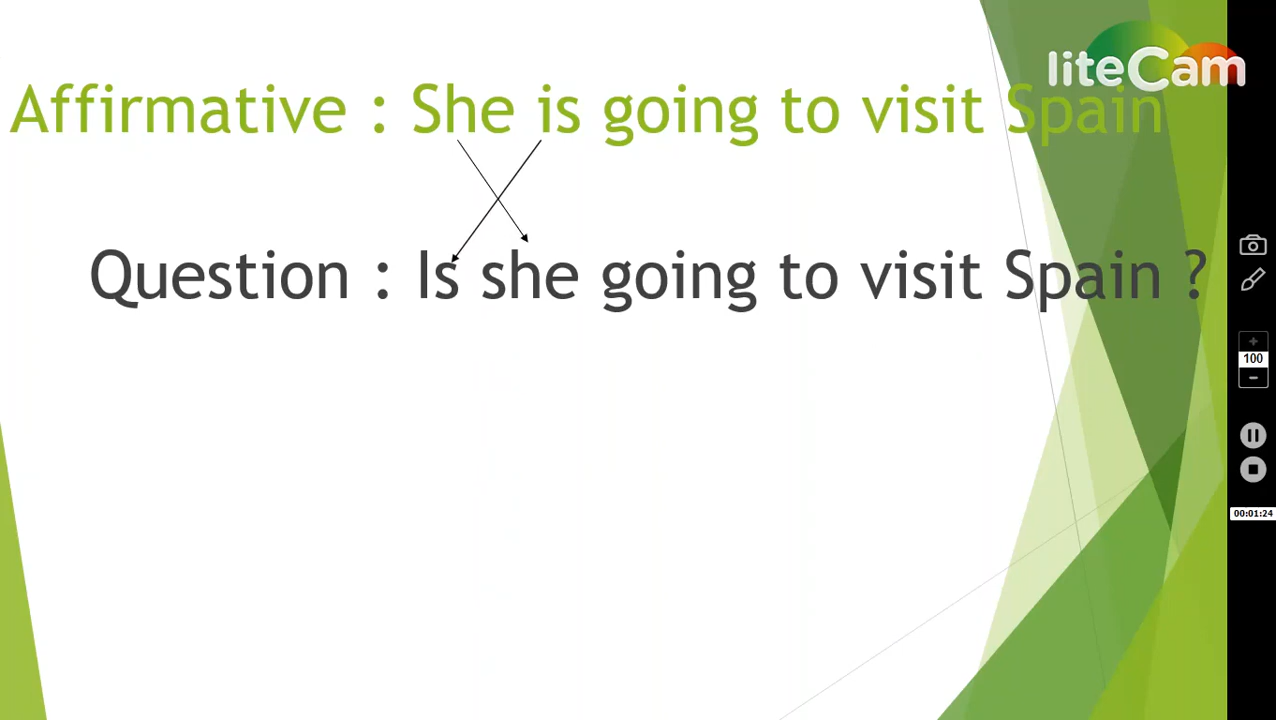 liteCam
Affirmative : She is going to visit Spain
Question : Is she going to visit Spain ?
100
00:01:24